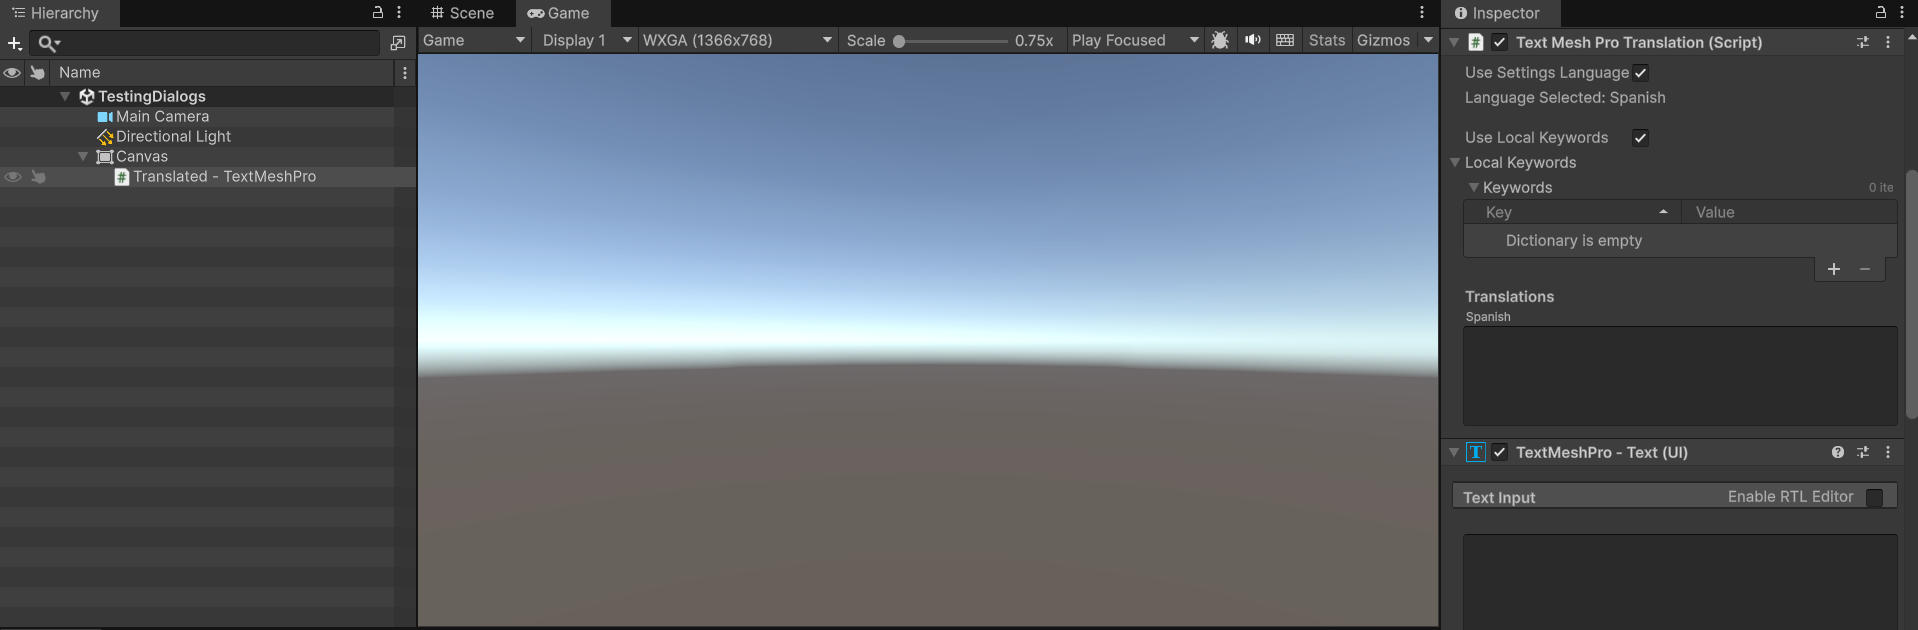 Hierarchy
Name
TestingDialogs
Main Camera
Directional Light
Canvas
Translated - TextMeshPro
Scene
Game
Game
Display 1
WXGA (1366x768)
Scale
0.75x
Play Focused
Stats
Gizmos
Inspector
Text Mesh Pro Translation (Script)
Use Settings Language
Language Selected: Spanish
Use Local Keywords
Local Keywords
Keywords
0 ite
Key
Value
Dictionary is empty
Translations
Spanish
TextMeshPro - Text (UI)
Text Input
Enable RTL Editor